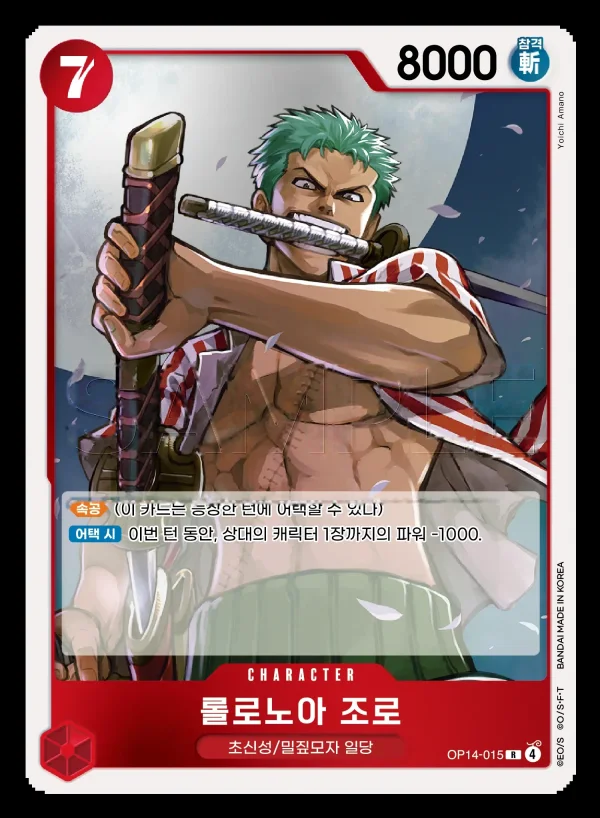 7
8000
참격
斬
Yoichi Amano
SAMPLE
속공 (이 카드는 등장한 턴에 어택할 수 있다)
어택 시 이번 턴 동안, 상대의 캐릭터 1장까지의 파워 -1000.
CHARACTER
롤로노아 조로
초신성/밀짚모자 일당
OP14-015 R 4
©EO/S ©O/S・F・T BANDAI MADE IN KOREA